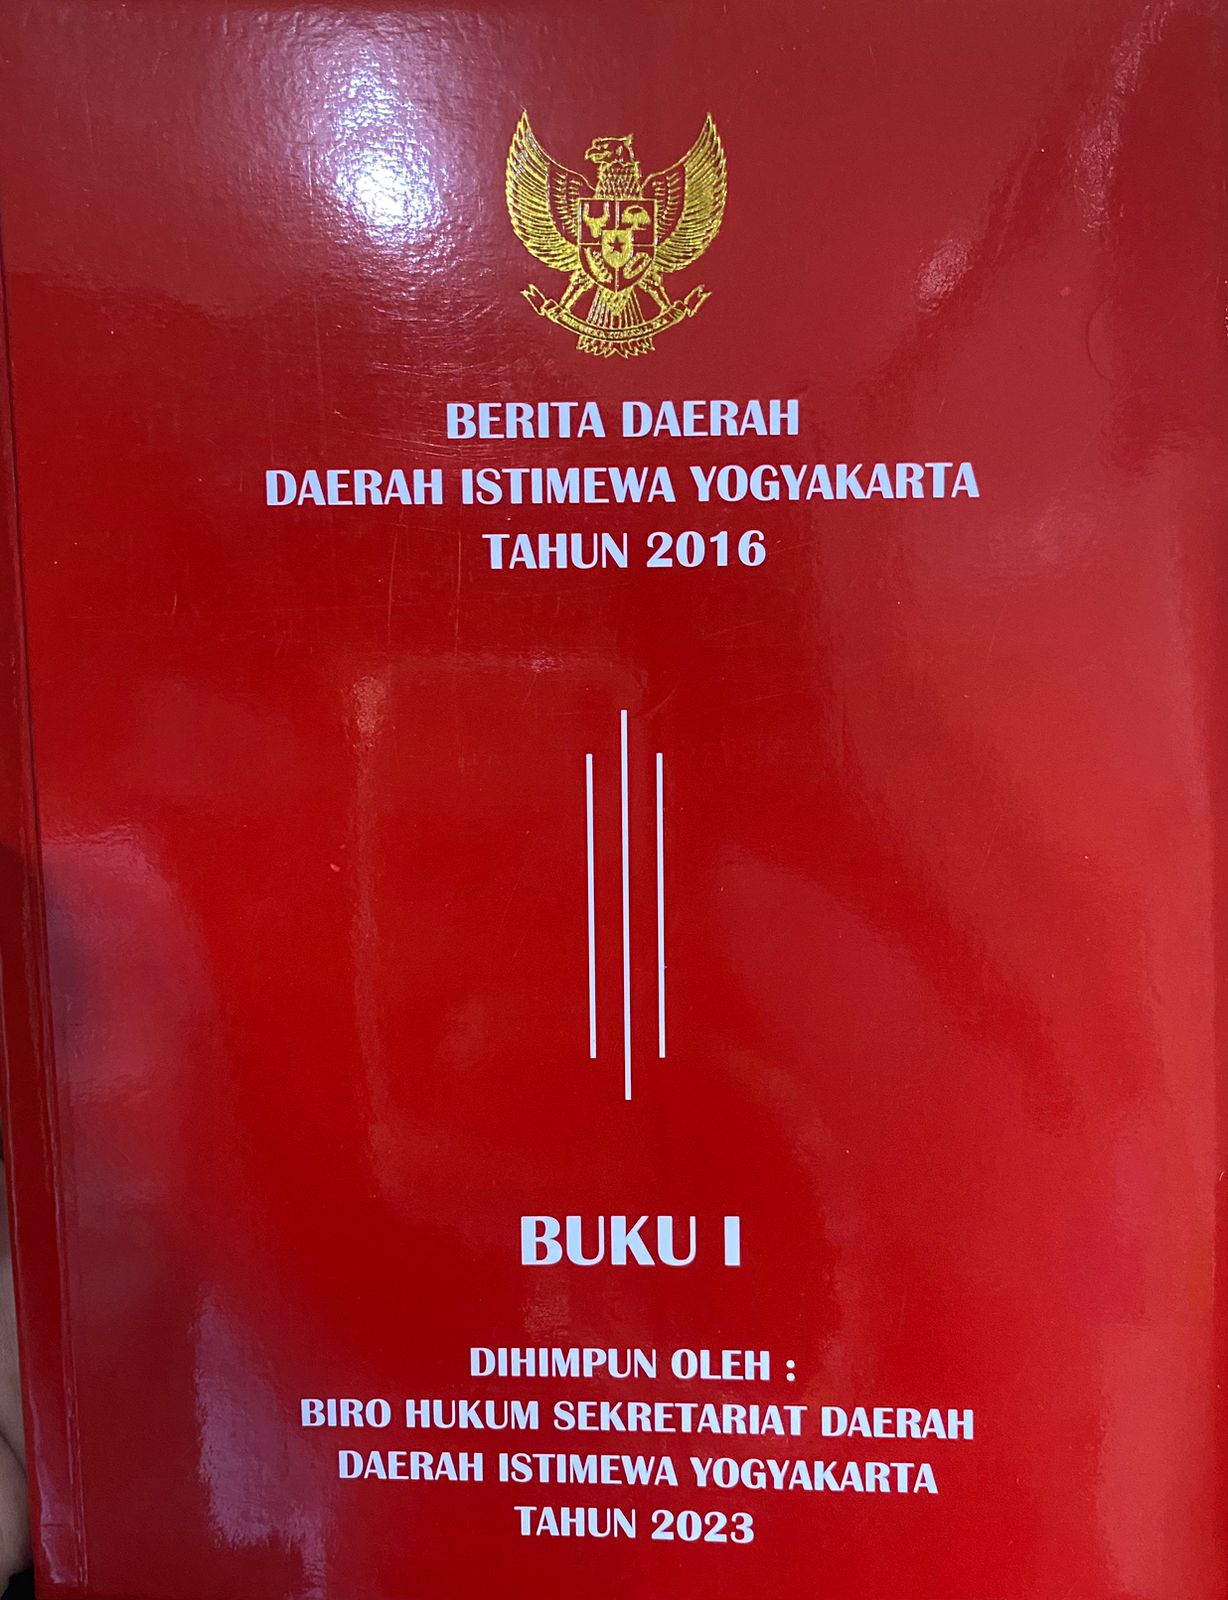 BERITA DAERAH
DAERAH ISTIMEWA YOGYAKARTA
TAHUN 2016
BUKU I
DIHIMPUN OLEH :
BIRO HUKUM SEKRETARIAT DAERAH
DAERAH ISTIMEWA YOGYAKARTA
TAHUN 2023